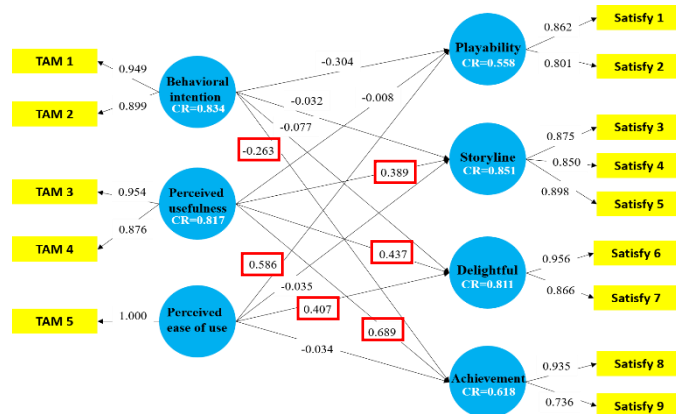 TAM 1
TAM 2
TAM 3
TAM 4
TAM 5
0.949
0.899
0.954
0.876
1.000
Behavioral
intention
CR=0.834
Perceived
usefulness
CR=0.817
Perceived
ease of use
-0.304
-0.008
-0.032
-0.077
-0.263
0.389
0.437
0.586
-0.035
0.407
0.689
-0.034
Playability
CR=0.558
Storyline
CR=0.851
Delightful
CR=0.811
Achievement
CR=0.618
0.862
0.801
0.875
0.850
0.898
0.956
0.866
0.935
0.736
Satisfy 1
Satisfy 2
Satisfy 3
Satisfy 4
Satisfy 5
Satisfy 6
Satisfy 7
Satisfy 8
Satisfy 9